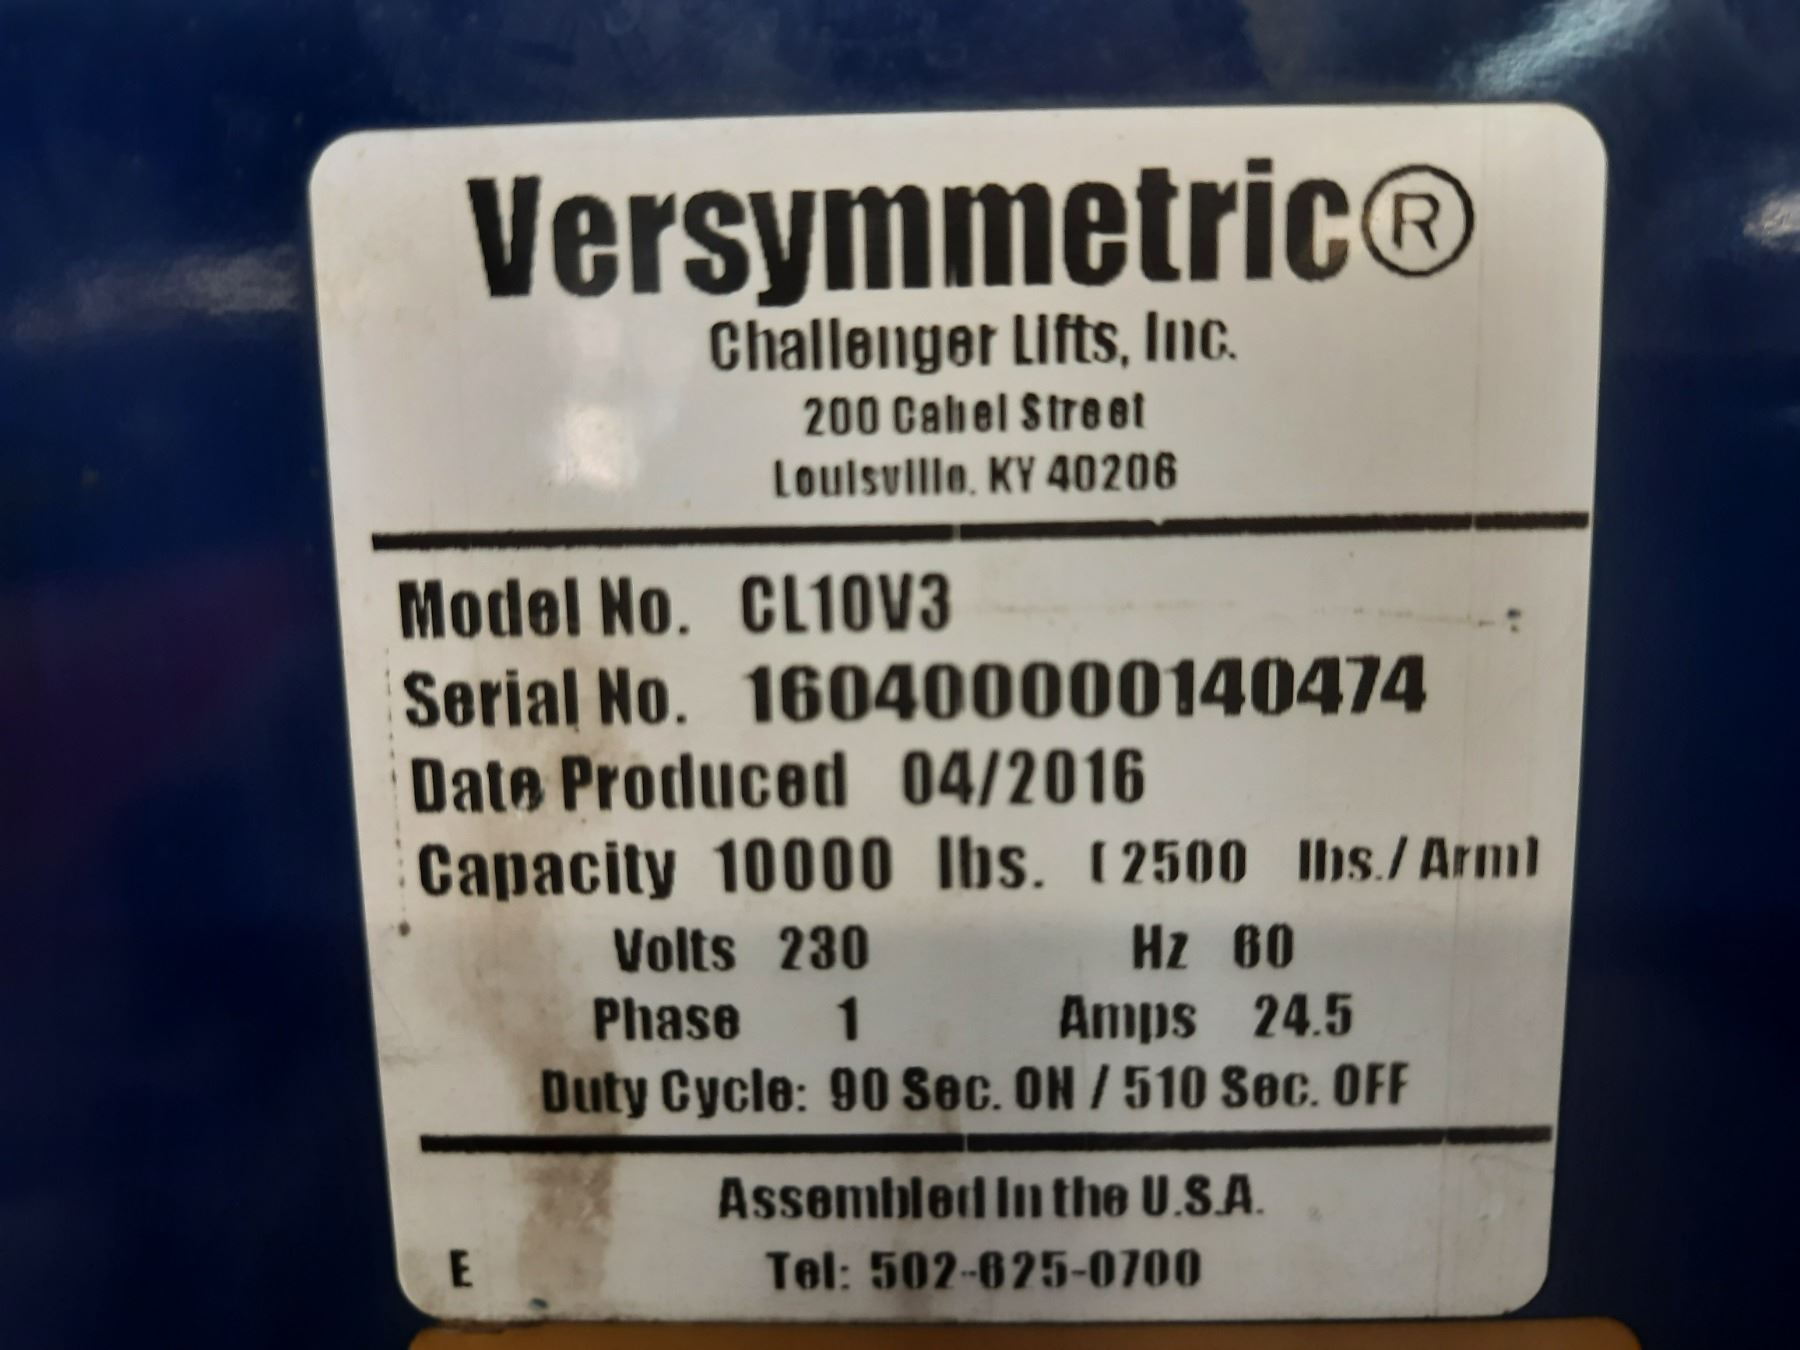 Versymmetric®
Challenger Lifts, Inc.
200 Cabel Street
Louisville, KY 40206
Model No. CL10V3
Serial No. 160400000140474
Date Produced 04/2016
Capacity 10000 lbs. (2500 lbs./Arm)
Volts 230 Hz 60
Phase 1 Amps 24.5
Duty Cycle: 90 Sec. ON / 510 Sec. OFF
Assembled In the U.S.A.
E Tel: 502-625-0700